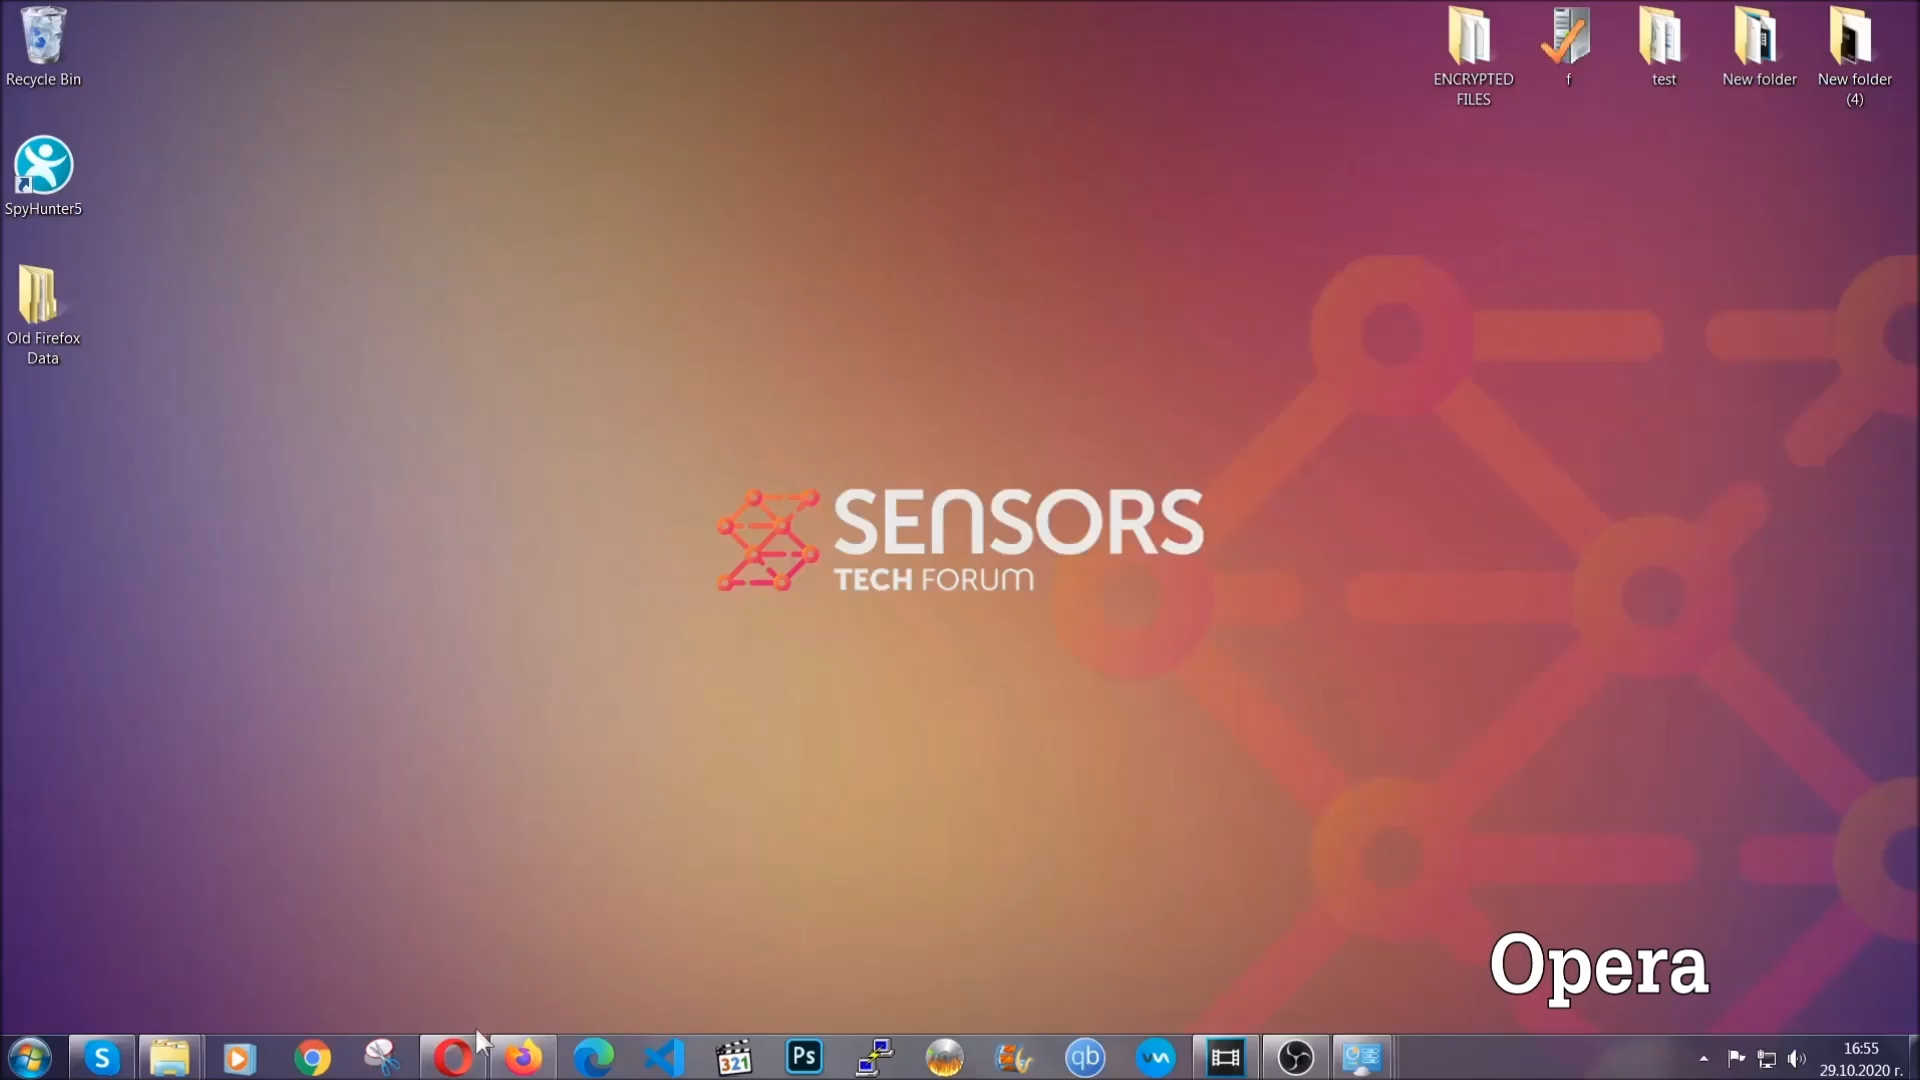 Recycle Bin
SpyHunter5
Old Firefox
Data
ENCRYPTED
FILES
f
test
New folder
New folder
(4)
SENSORS
TECH FORUM
Opera
S
321
Ps
qb
16:55
29.10.2020 г.